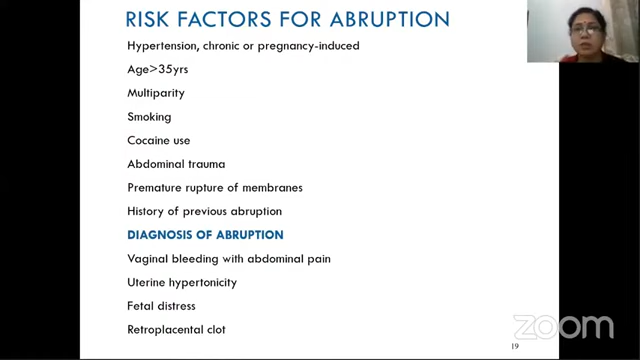 RISK FACTORS FOR ABRUPTION
Hypertension, chronic or pregnancy-induced
Age>35yrs
Multiparity
Smoking
Cocaine use
Abdominal trauma
Premature rupture of membranes
History of previous abruption
DIAGNOSIS OF ABRUPTION
Vaginal bleeding with abdominal pain
Uterine hypertonicity
Fetal distress
Retroplacental clot
zoom
19